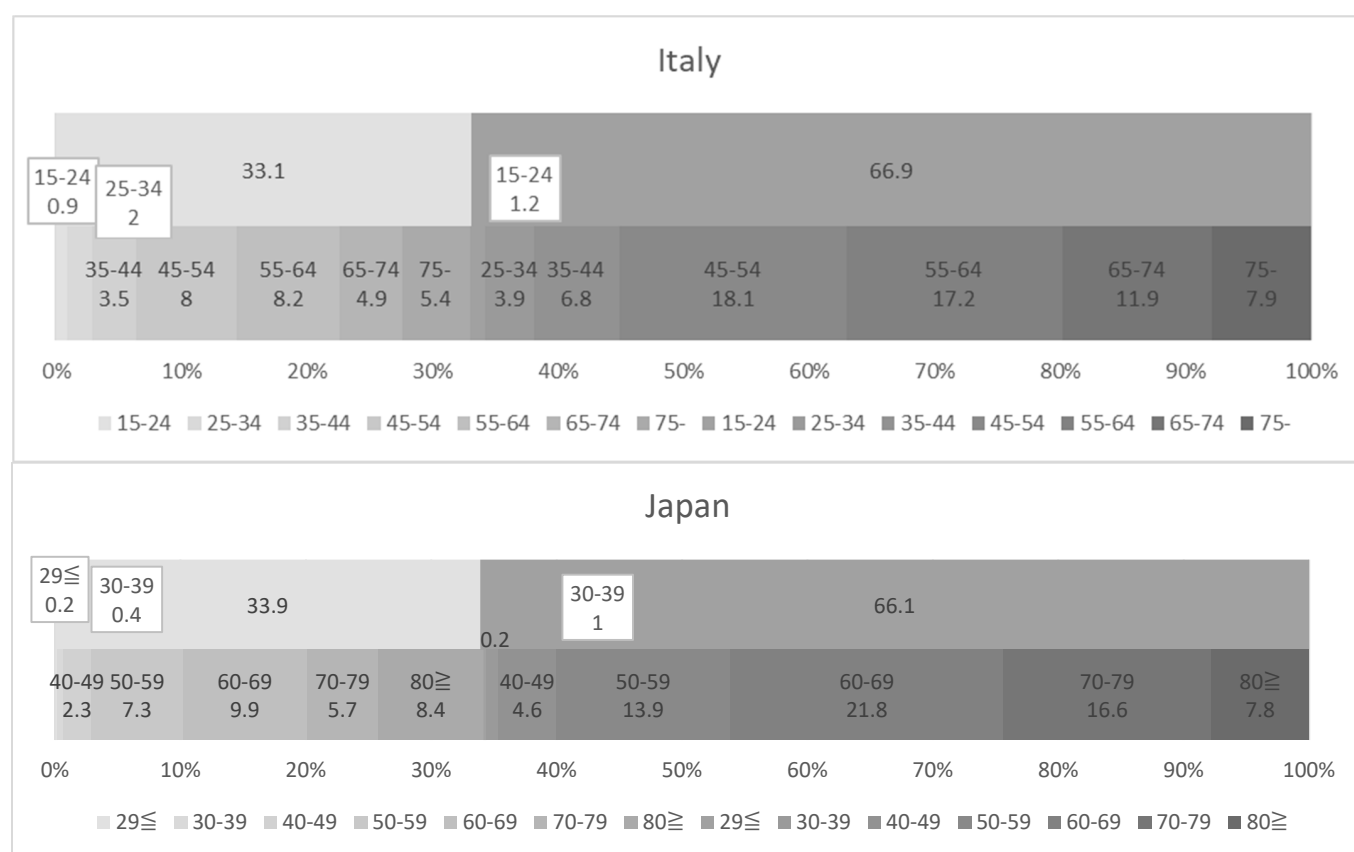 Italy
33.1
66.9
15-24
0.9
25-34
2
15-24
1.2
35-44 45-54 55-64 65-74 75- 25-34 35-44 45-54 55-64 65-74 75-
3.5 8 8.2 4.9 5.4 3.9 6.8 18.1 17.2 11.9 7.9
0% 10% 20% 30% 40% 50% 60% 70% 80% 90% 100%
15-24 25-34 35-44 45-54 55-64 65-74 75- 15-24 25-34 35-44 45-54 55-64 65-74 75-
Japan
29≦
0.2
30-39
0.4
33.9
30-39
1
66.1
0.2
40-49 50-59 60-69 70-79 80≧ 40-49 50-59 60-69 70-79 80≧
2.3 7.3 9.9 5.7 8.4 4.6 13.9 21.8 16.6 7.8
0% 10% 20% 30% 40% 50% 60% 70% 80% 90% 100%
29≦ 30-39 40-49 50-59 60-69 70-79 80≧ 29≦ 30-39 40-49 50-59 60-69 70-79 80≧